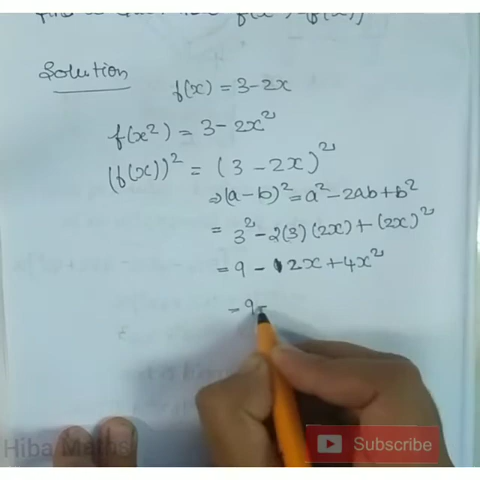 Solution
f(x) = 3-2x
f(x²) = 3-2x²
(f(x))² = (3-2x)²
⇒(a-b)² = a²-2ab+b²
= 3²-2(3)(2x)+(2x)²
= 9 - 12x+4x²
= 9-
Hiba Maths
Subscribe